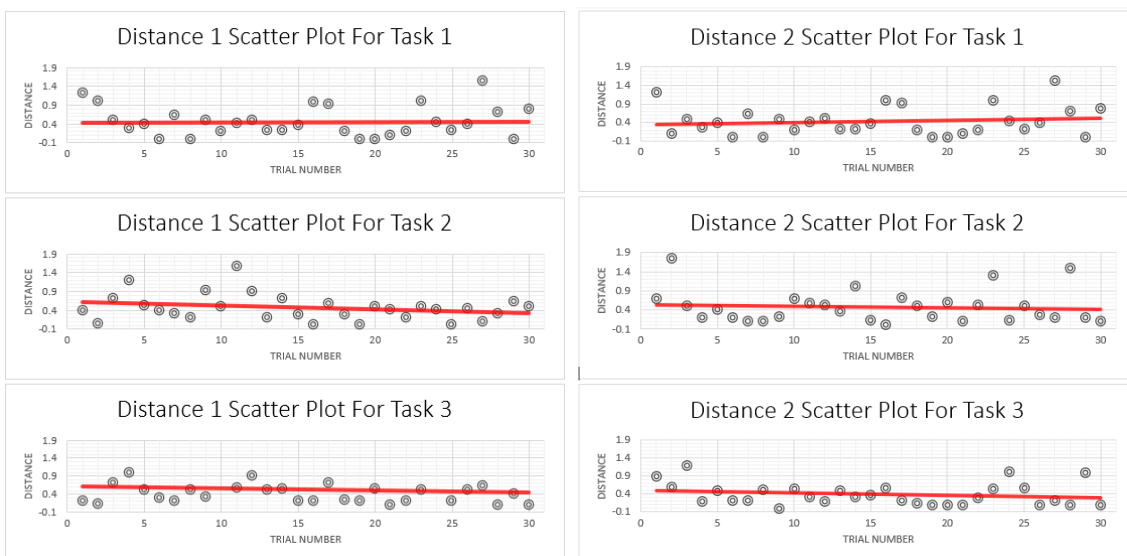 Distance 1 Scatter Plot For Task 1
1.9
1.4
0.9
0.4
-0.1
0 5 10 15 20 25 30
DISTANCE
TRIAL NUMBER
Distance 2 Scatter Plot For Task 1
1.9
1.4
0.9
0.4
-0.1
0 5 10 15 20 25 30
DISTANCE
TRIAL NUMBER
Distance 1 Scatter Plot For Task 2
1.9
1.4
0.9
0.4
-0.1
0 5 10 15 20 25 30
DISTANCE
TRIAL NUMBER
Distance 2 Scatter Plot For Task 2
1.9
1.4
0.9
0.4
-0.1
0 5 10 15 20 25 30
DISTANCE
TRIAL NUMBER
Distance 1 Scatter Plot For Task 3
1.9
1.4
0.9
0.4
-0.1
0 5 10 15 20 25 30
DISTANCE
TRIAL NUMBER
Distance 2 Scatter Plot For Task 3
1.9
1.4
0.9
0.4
-0.1
0 5 10 15 20 25 30
DISTANCE
TRIAL NUMBER